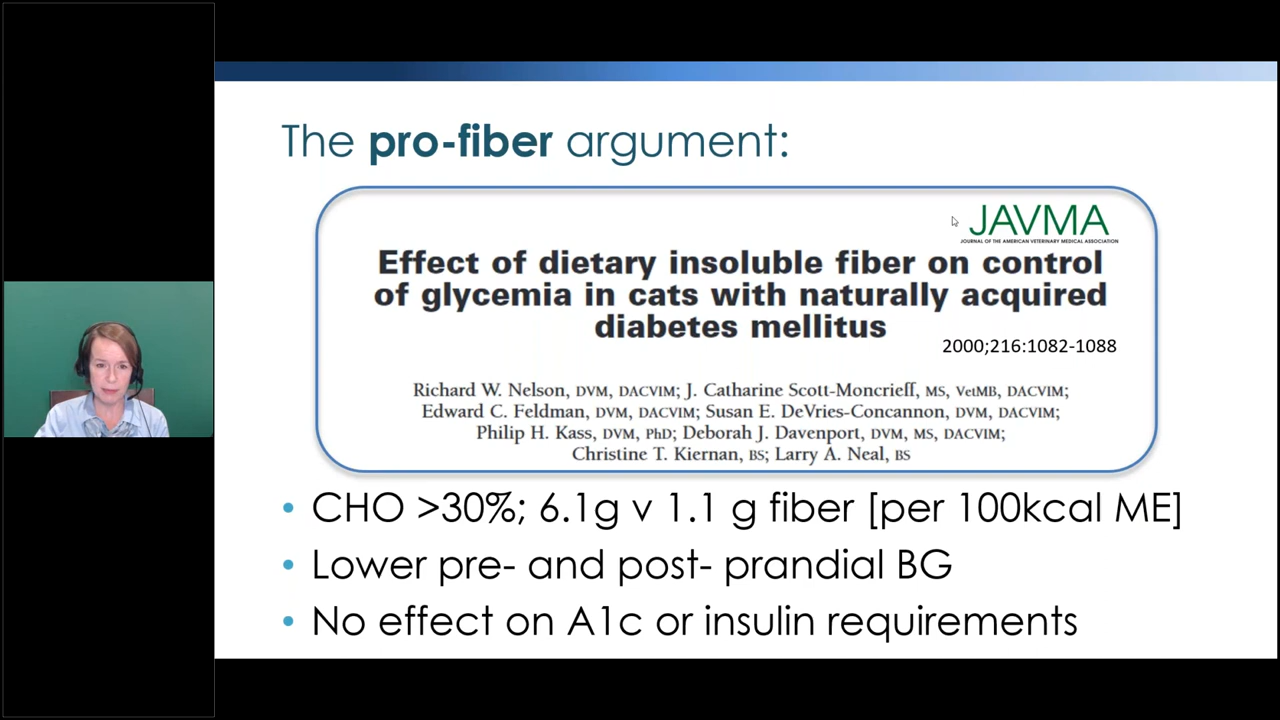 The pro-fiber argument:
JAVMA
JOURNAL OF THE AMERICAN VETERINARY MEDICAL ASSOCIATION
Effect of dietary insoluble fiber on control
of glycemia in cats with naturally acquired
diabetes mellitus
2000;216:1082-1088
Richard W. Nelson, DVM, DACVIM; J. Catharine Scott-Moncrieff, MS, VetMB, DACVIM;
Edward C. Feldman, DVM, DACVIM; Susan E. DeVries-Concannon, DVM, DACVIM;
Philip H. Kass, DVM, PhD; Deborah J. Davenport, DVM, MS, DACVIM;
Christine T. Kiernan, BS; Larry A. Neal, BS
• CHO >30%; 6.1g v 1.1 g fiber [per 100kcal ME]
• Lower pre- and post- prandial BG
• No effect on A1c or insulin requirements